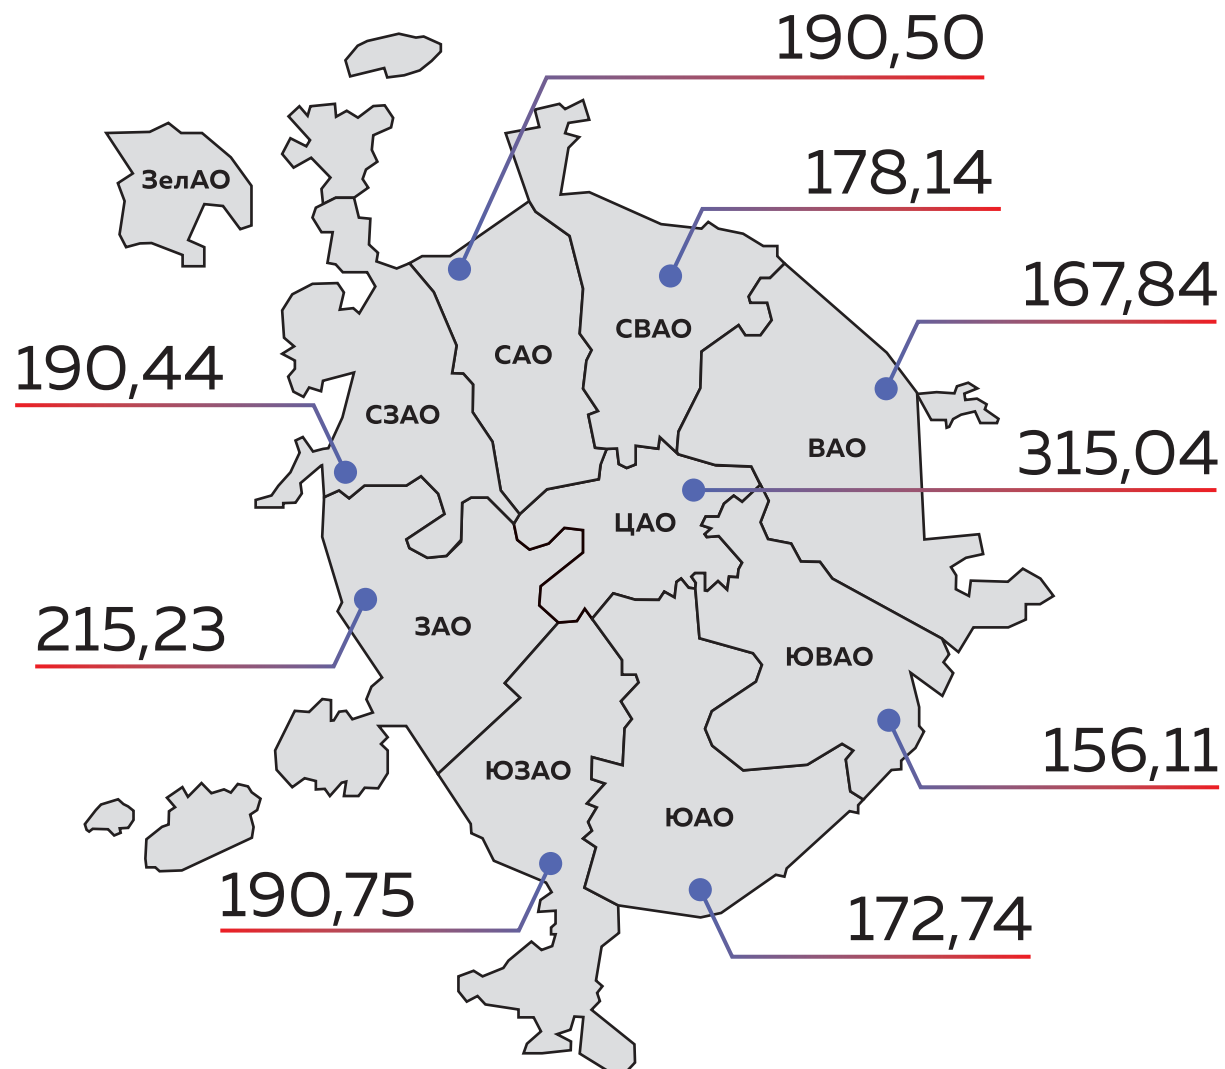 190,50
178,14
ЗелАО
167,84
СВАО
САО
190,44
СЗАО
ВАО
315,04
ЦАО
215,23
ЗАО
ЮВАО
156,11
ЮЗАО
ЮАО
190,75
172,74